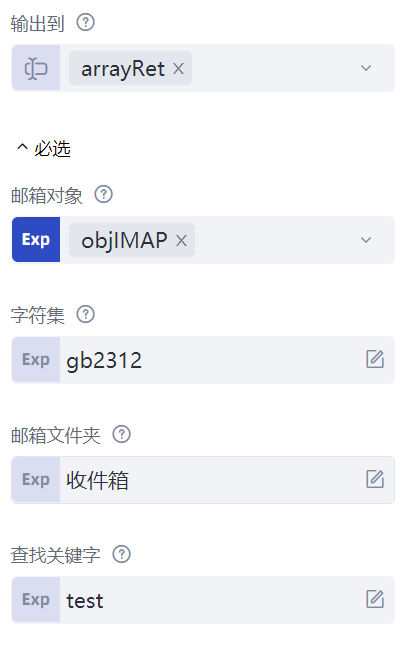 输出到 ?
arrayRet ×
必选
邮箱对象 ?
Exp objIMAP ×
字符集 ?
Exp gb2312
邮箱文件夹 ?
Exp 收件箱
查找关键字 ?
Exp test